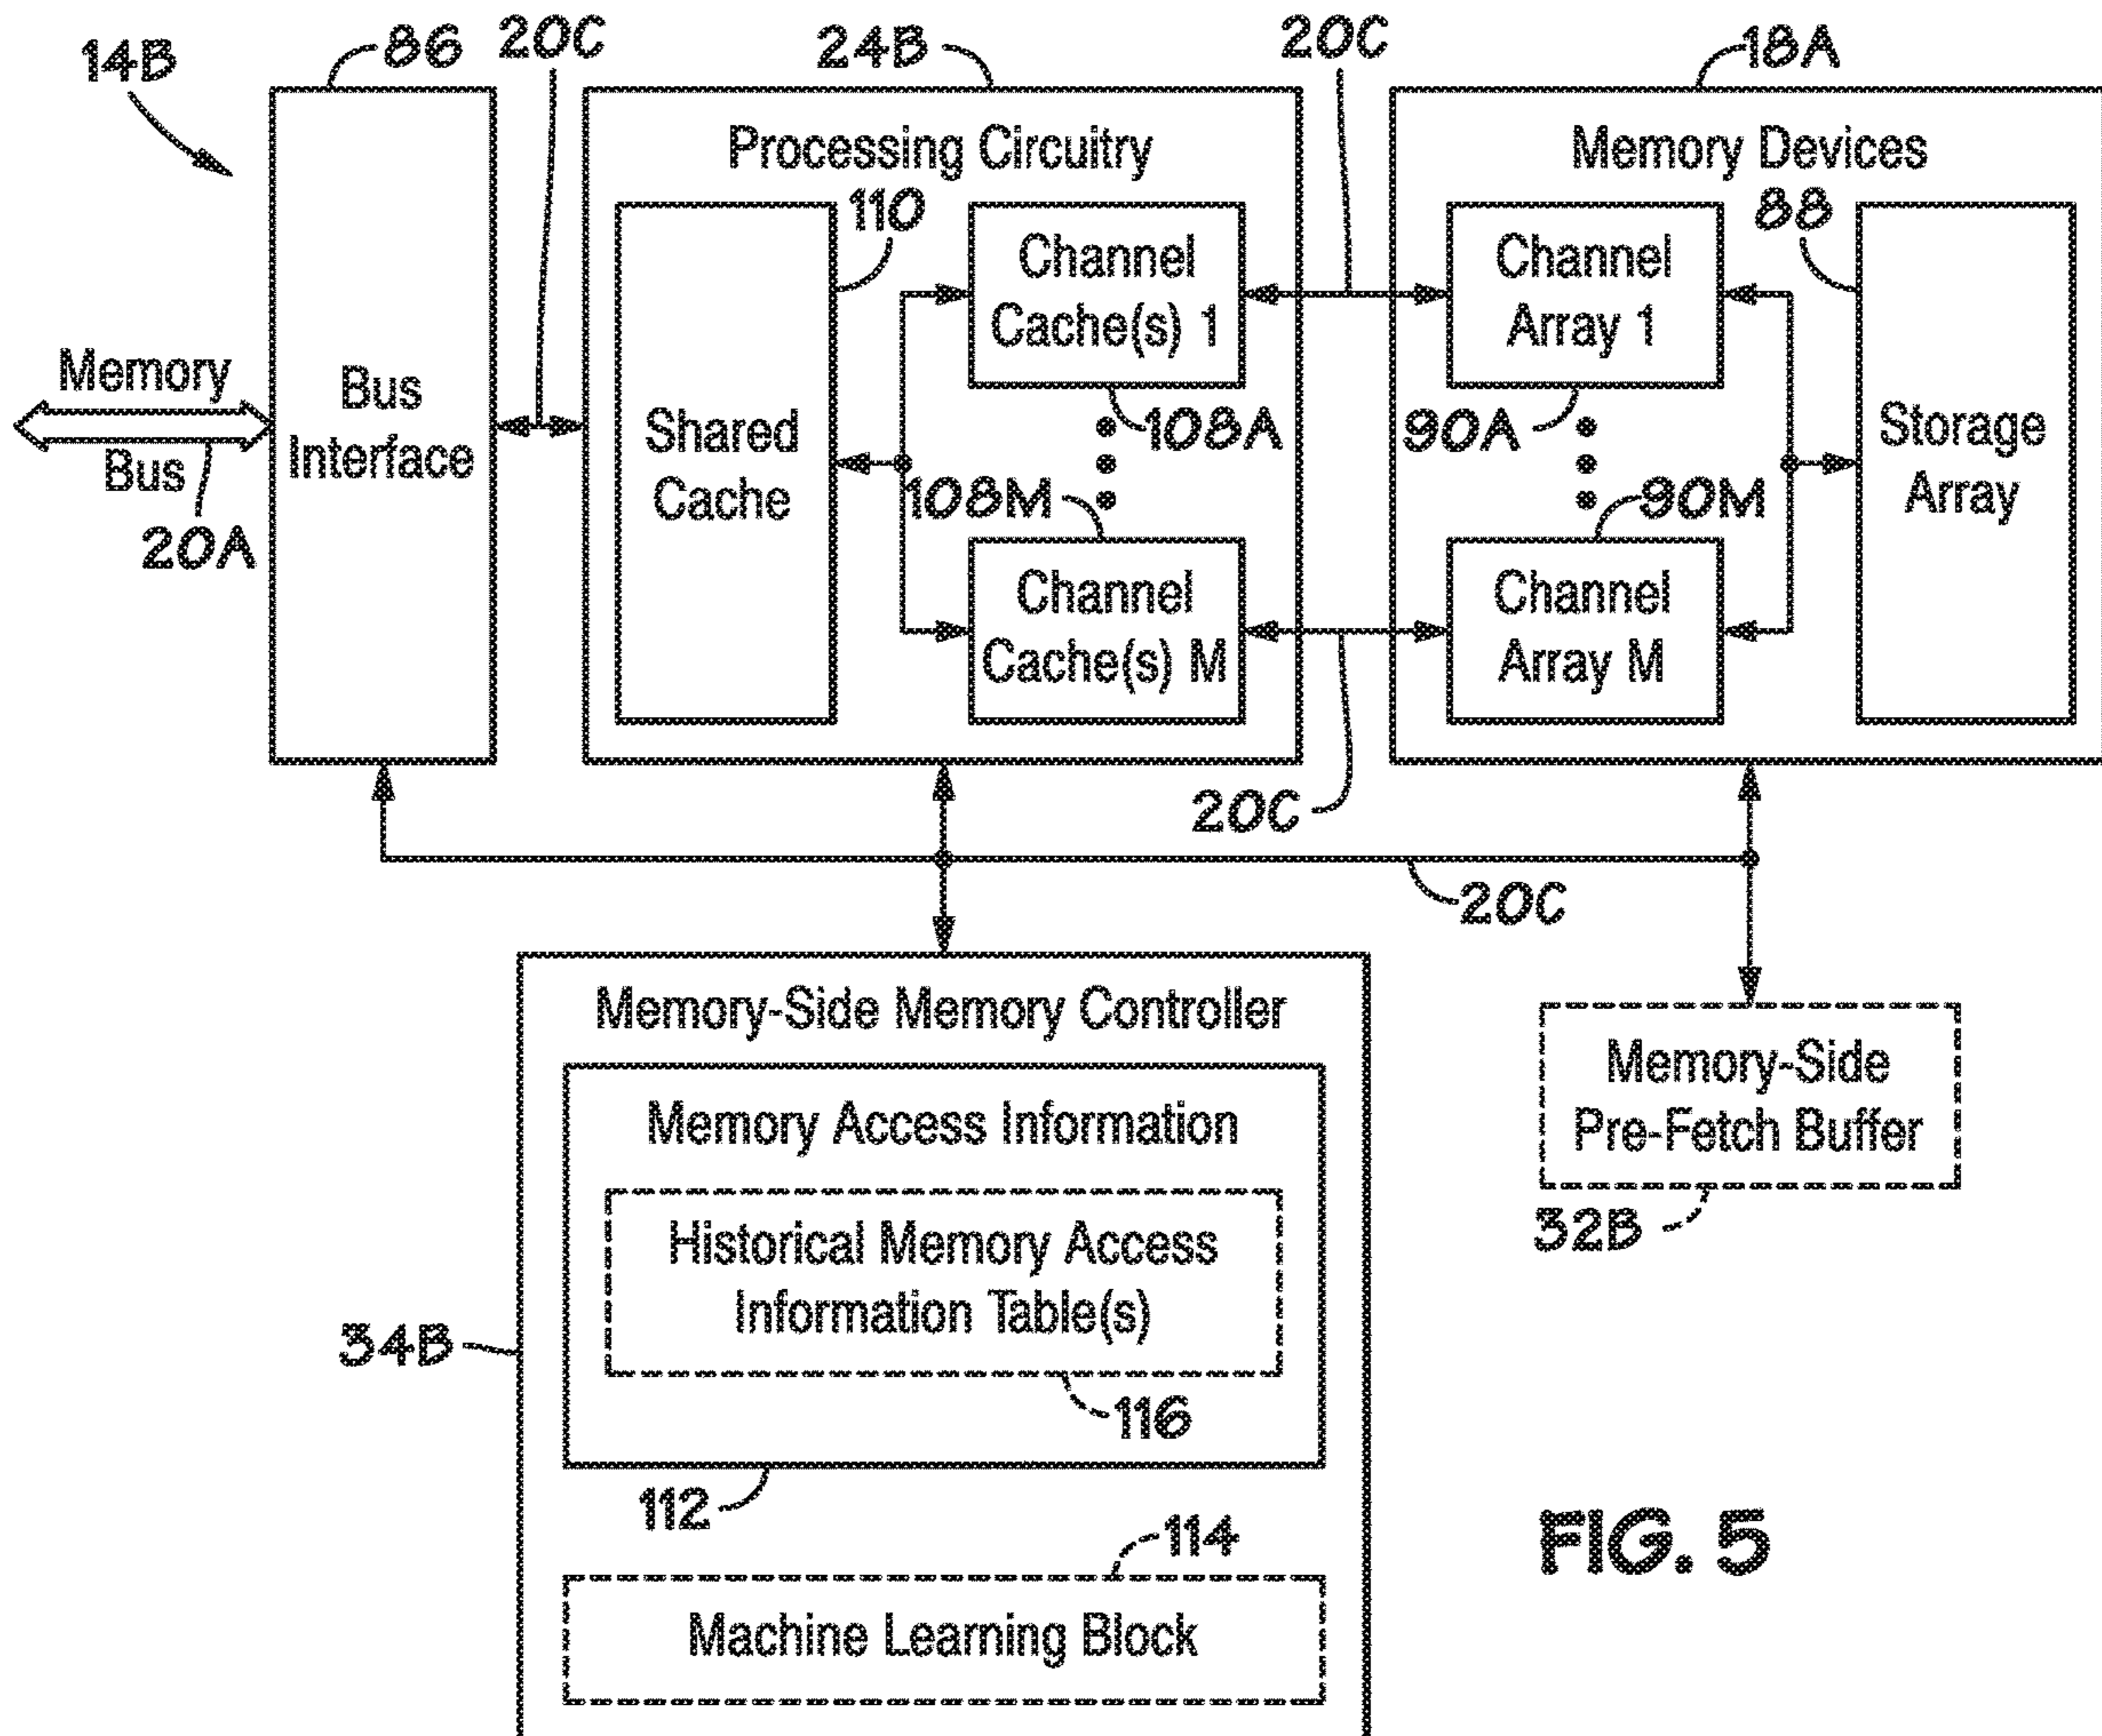 14B
86
20C
24B
20C
18A
Memory
Bus
20A
Bus
Interface
Processing Circuitry
110
Shared
Cache
Channel
Cache(s) 1
108A
108M
Channel
Cache(s) M
Memory Devices
88
Channel
Array 1
90A
90M
Channel
Array M
Storage
Array
20C
20C
Memory-Side Memory Controller
Memory Access Information
Historical Memory Access
Information Table(s)
116
34B
112
114
Machine Learning Block
Memory-Side
Pre-Fetch Buffer
32B
FIG. 5